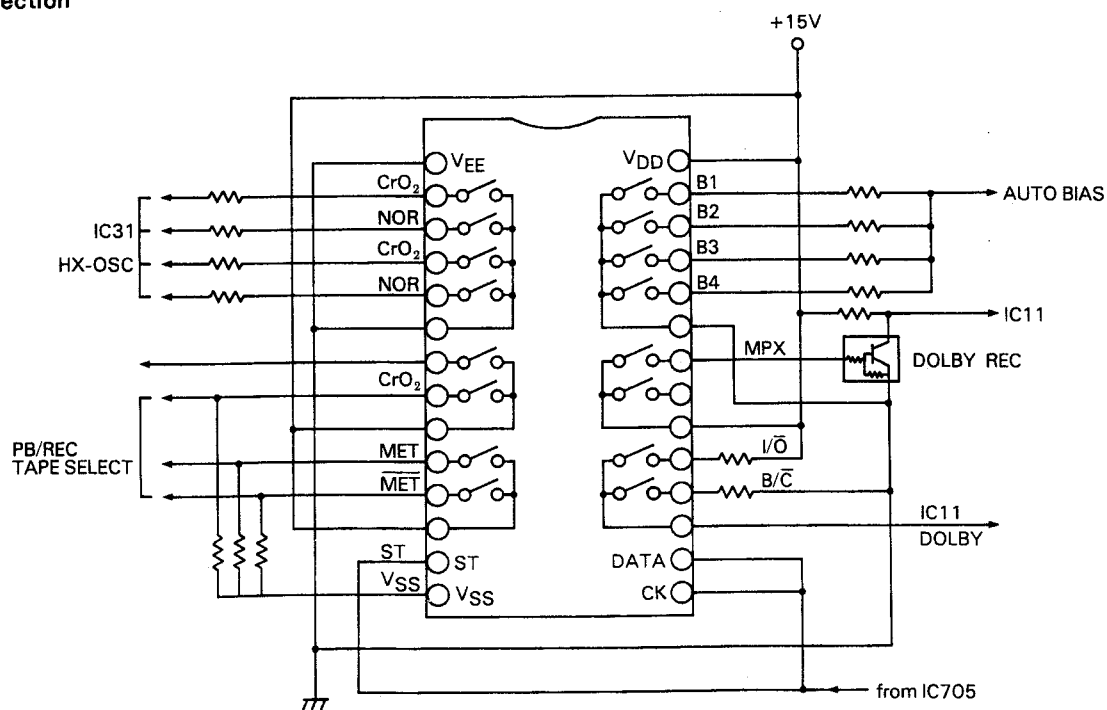 ection
+15V
VEE
VDD
CrO₂
B1
AUTO BIAS
NOR
B2
IC31
CrO₂
B3
HX-OSC
NOR
B4
IC11
MPX
DOLBY REC
CrO₂
PB/REC
TAPE SELECT
MET
I/O̅
M̅E̅T̅
B/C̅
IC11
DOLBY
ST
ST
DATA
VSS
VSS
CK
from IC705